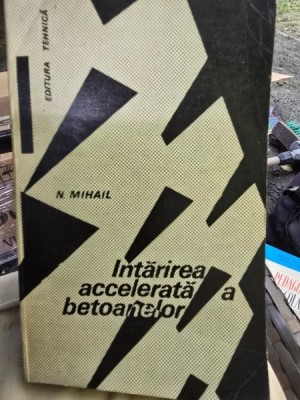 EDITURA TEHNICĂ
N. MIHAIL
Întărirea
accelerată a
betoanelor